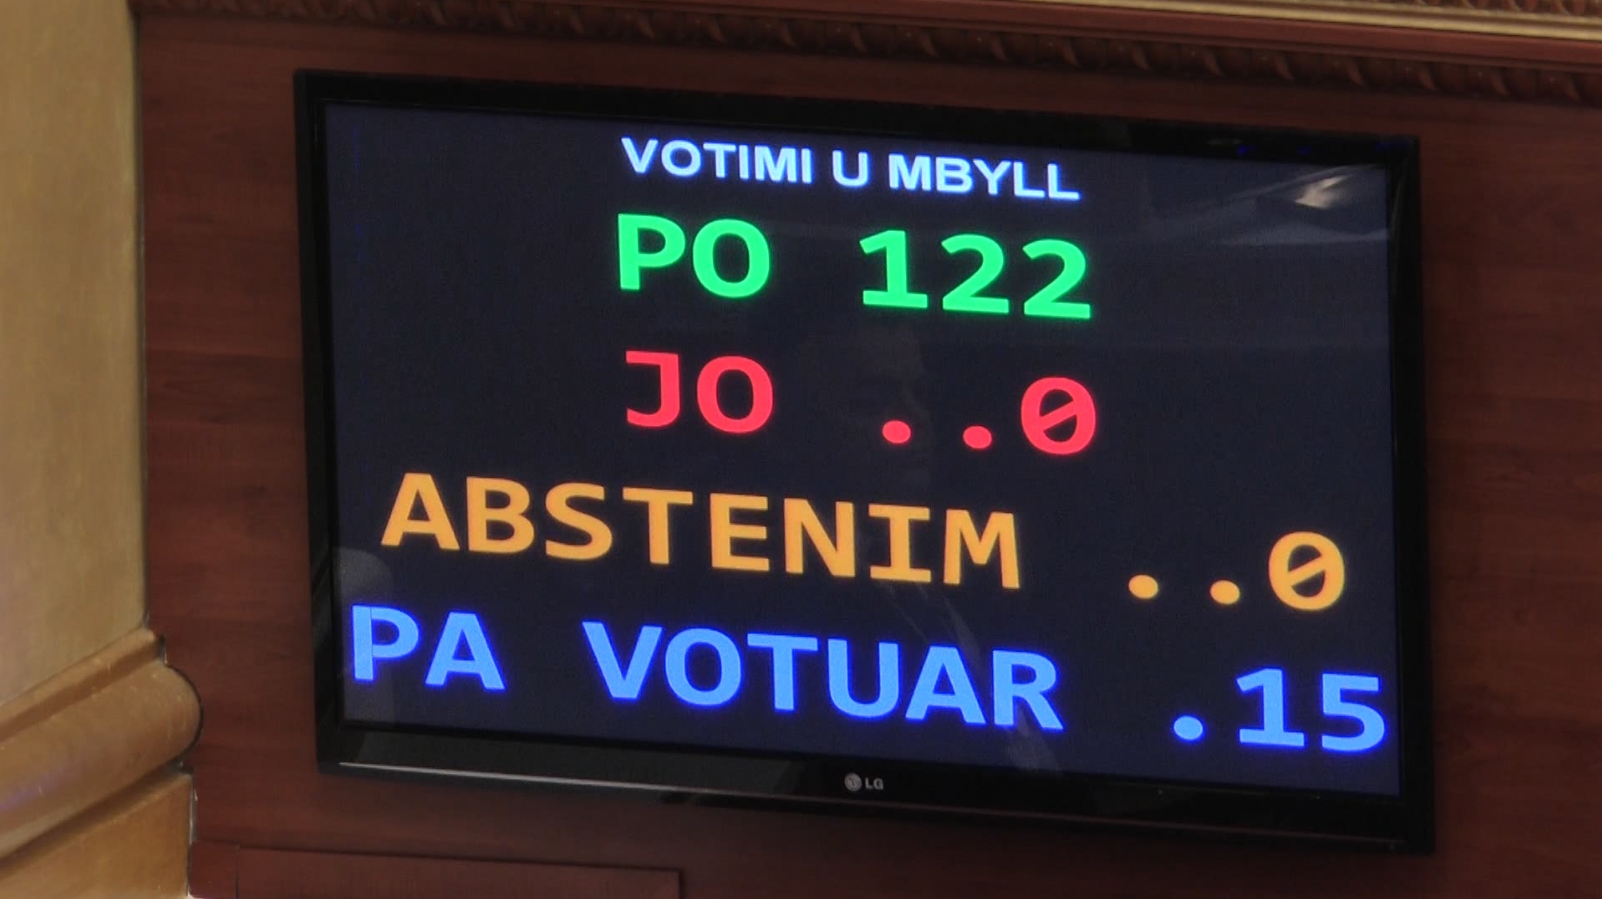 VOTIMI U MBYLL
PO 122
JO ..0
ABSTENIM ..0
PA VOTUAR .15
LG